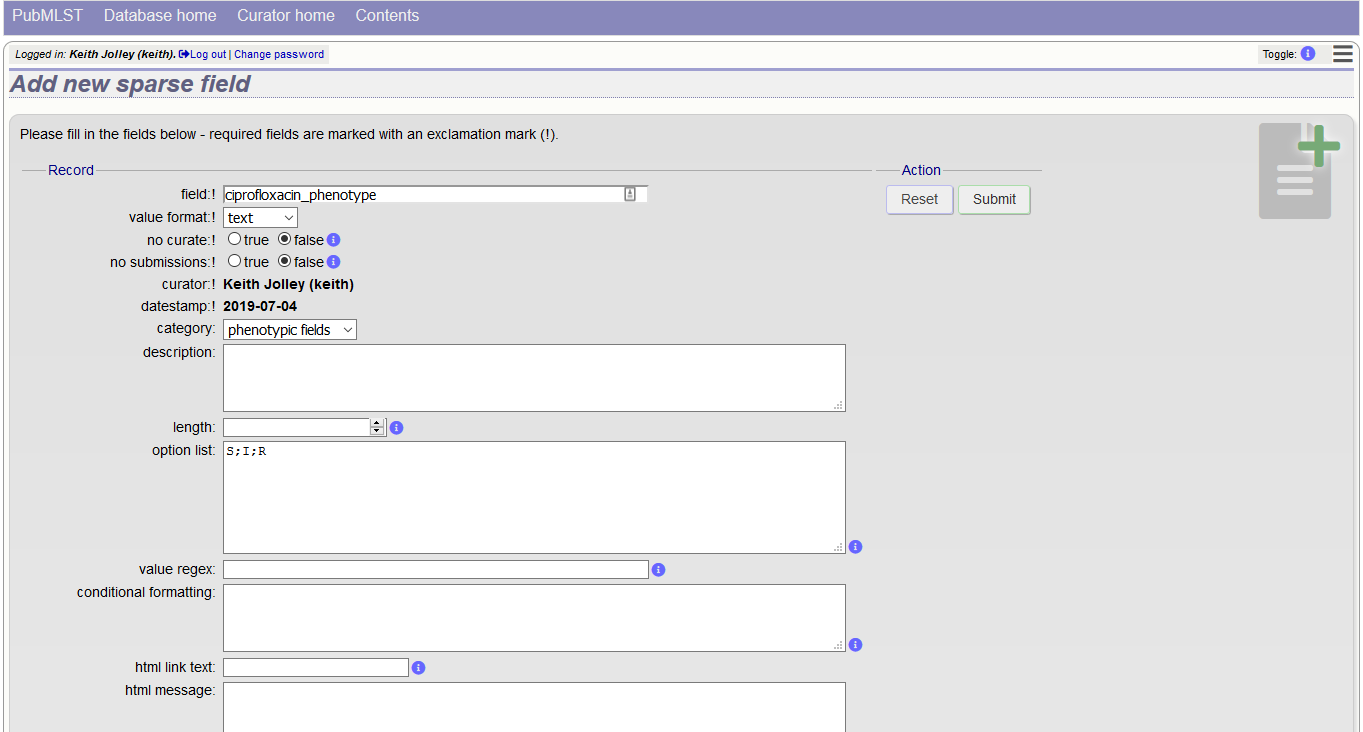 PubMLST Database home Curator home Contents
Logged in: Keith Jolley (keith). Log out | Change password Toggle: i
Add new sparse field
Please fill in the fields below - required fields are marked with an exclamation mark (!).
Record Action
field:! ciprofloxacin_phenotype Reset Submit
value format:! text
no curate:! true false i
no submissions:! true false i
curator:! Keith Jolley (keith)
datestamp:! 2019-07-04
category: phenotypic fields
description:
length: i
option list: S;I;R
i
value regex: i
conditional formatting:
i
html link text: i
html message: